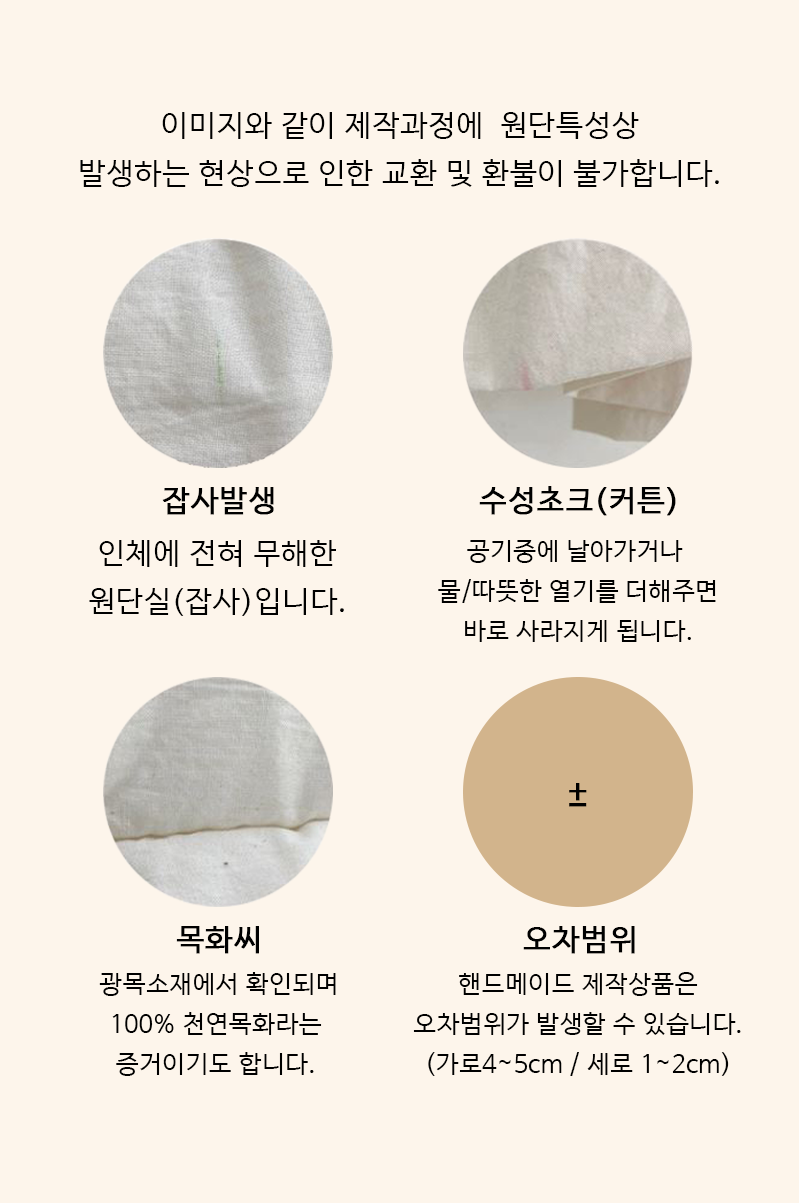 이미지와 같이 제작과정에 원단특성상
발생하는 현상으로 인한 교환 및 환불이 불가합니다.
잡사발생
인체에 전혀 무해한
원단실(잡사)입니다.
수성초크(커튼)
공기중에 날아가거나
물/따뜻한 열기를 더해주면
바로 사라지게 됩니다.
목화씨
광목소재에서 확인되며
100% 천연목화라는
증거이기도 합니다.
±
오차범위
핸드메이드 제작상품은
오차범위가 발생할 수 있습니다.
(가로4~5cm / 세로 1~2cm)